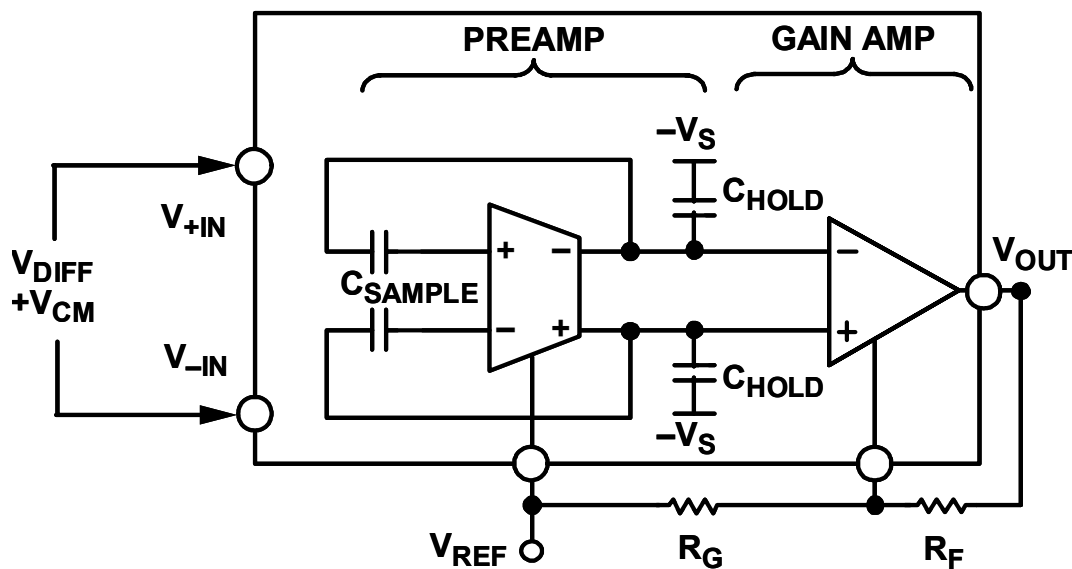 PREAMP
GAIN AMP
–VS
CHOLD
V+IN
VOUT
+
–
–
VDIFF
+VCM
CSAMPLE
–
+
+
V–IN
CHOLD
–VS
VREF
RG
RF